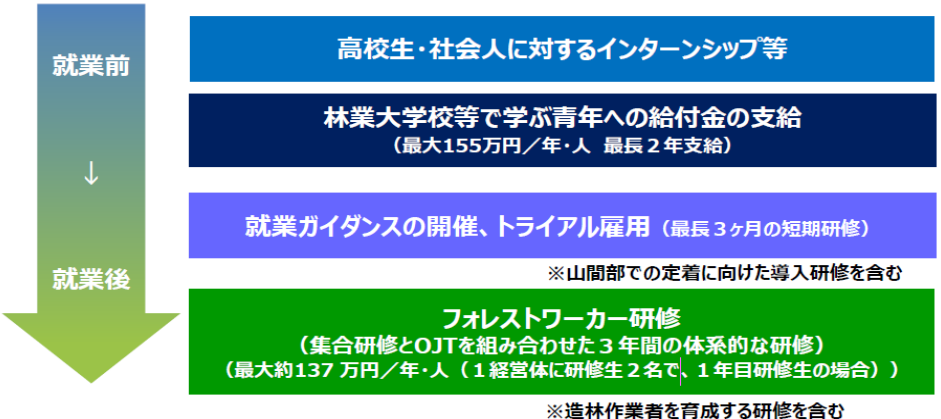 就業前
↓
就業後
高校生・社会人に対するインターンシップ等
林業大学校等で学ぶ青年への給付金の支給
（最大155万円／年・人 最長２年支給）
就業ガイダンスの開催、トライアル雇用（最長３ヶ月の短期研修）
※山間部での定着に向けた導入研修を含む
フォレストワーカー研修
（集合研修とOJTを組み合わせた３年間の体系的な研修）
（最大約137 万円／年・人（１経営体に研修生２名で、１年目研修生の場合））
※造林作業者を育成する研修を含む